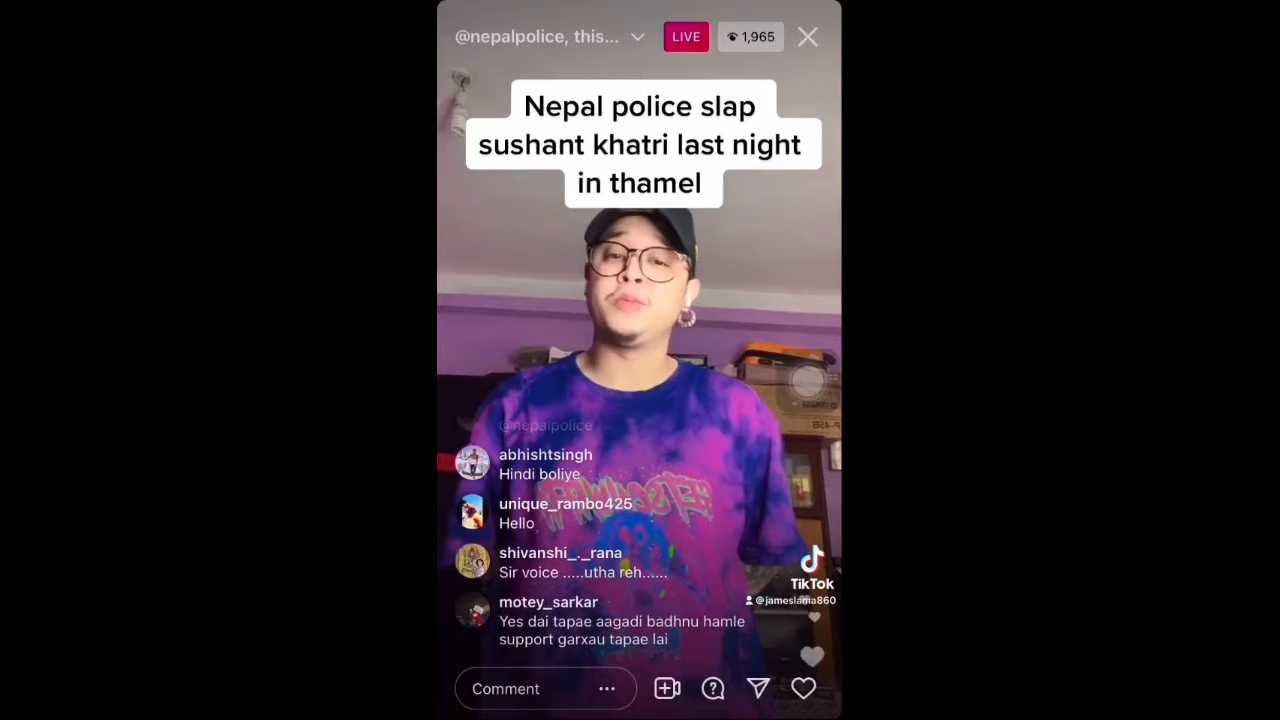 @nepalpolice, this...
LIVE
1,965
Nepal police slap
sushant khatri last night
in thamel
@nepalpolice
abhishtsingh
Hindi boliye
unique_rambo425
Hello
shivanshi_._rana
Sir voice .....utha reh......
motey_sarkar
Yes dai tapae aagadi badhnu hamle
support garxau tapae lai
TikTok
@jameslama860
Comment